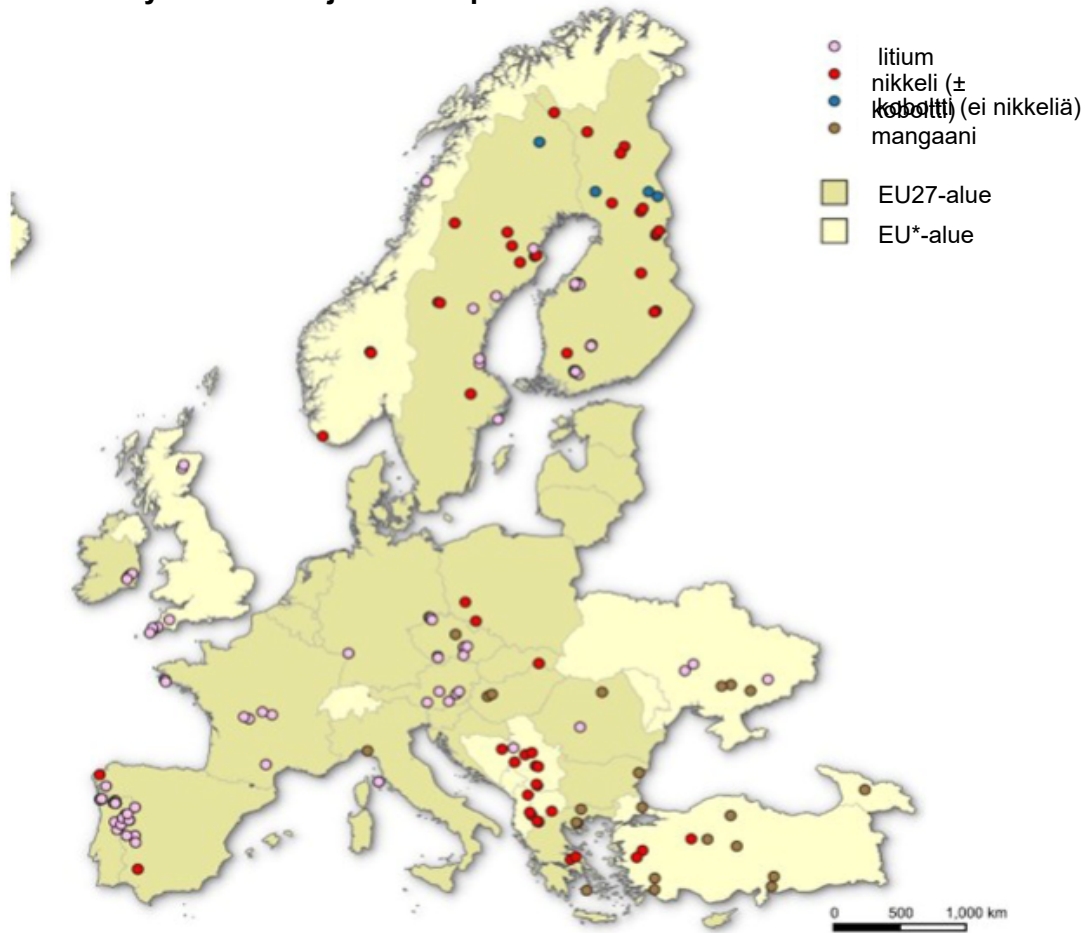 litium
nikkeli (±
koboltti)
koboltti (ei nikkeliä)
mangaani
EU27-alue
EU*-alue
0 500 1,000 km